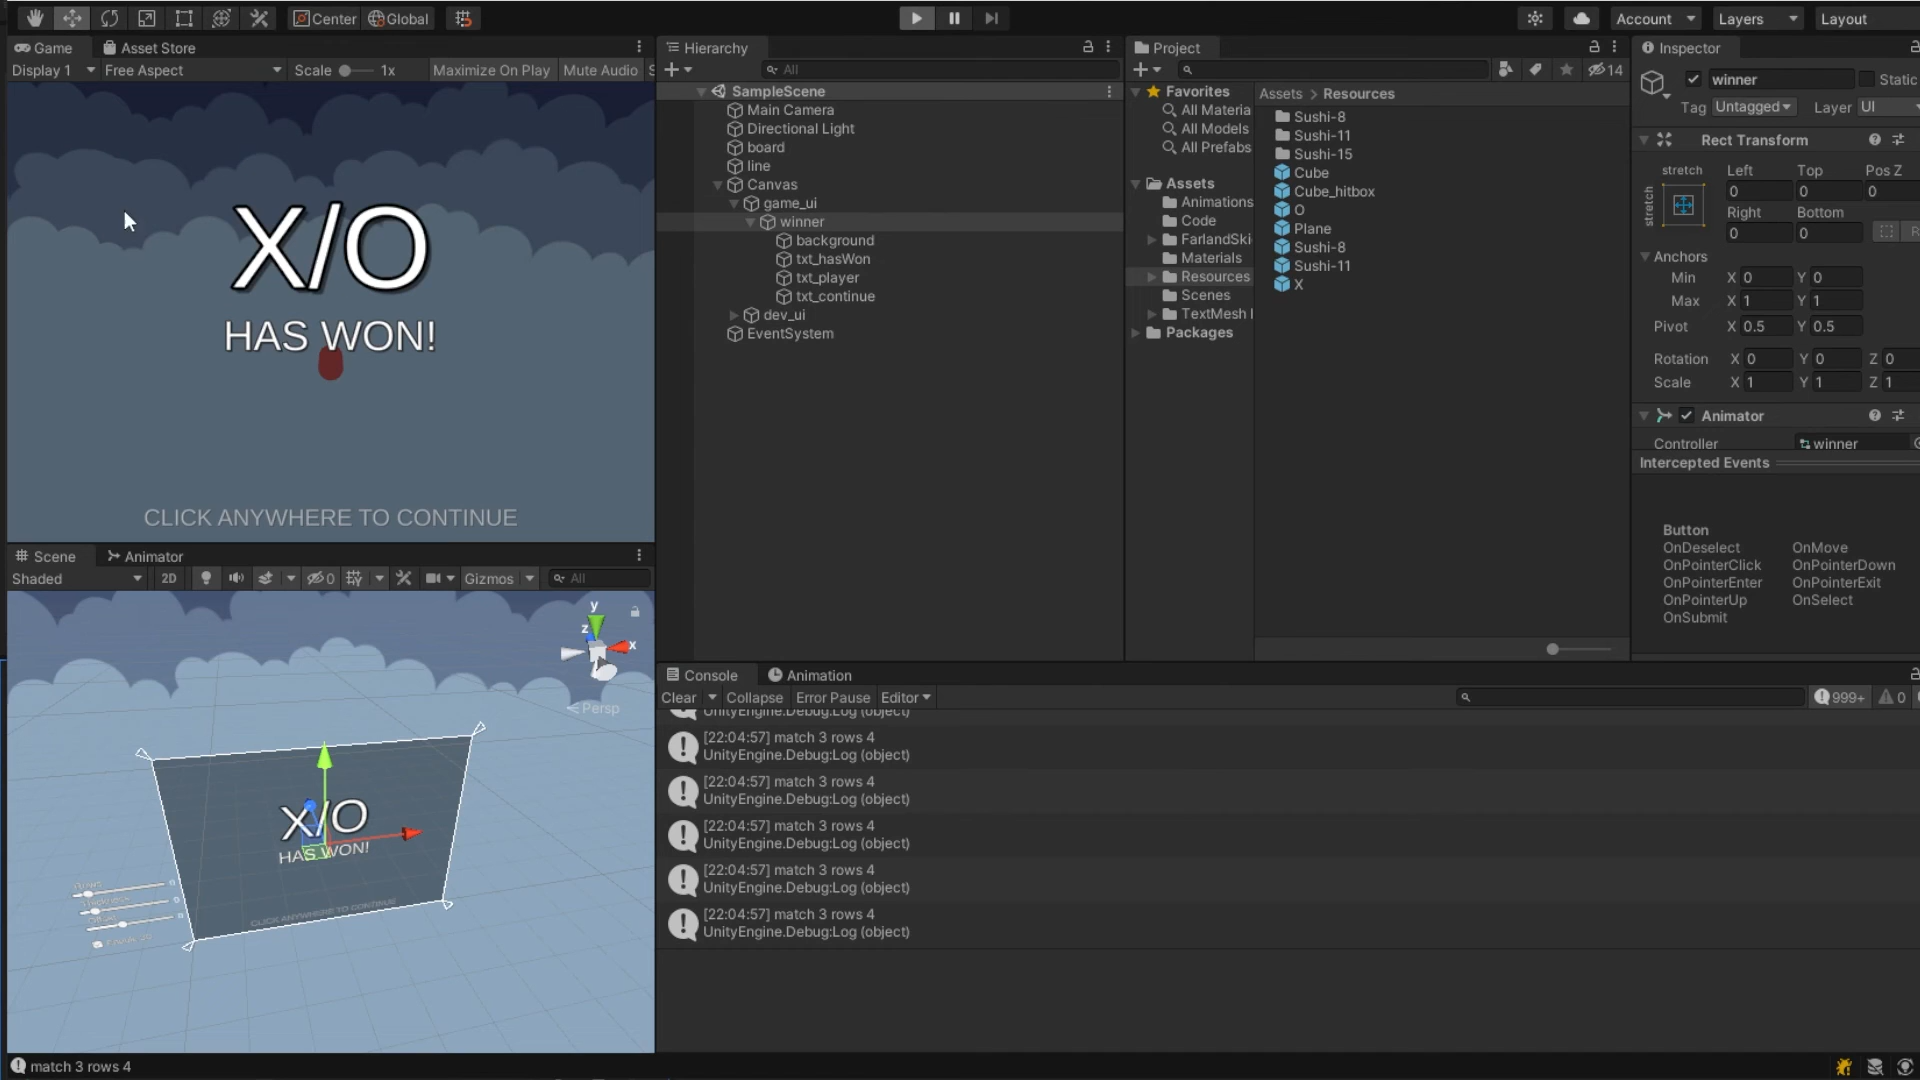 Center
Global
Account
Layers
Layout
Game
Asset Store
Display 1
Free Aspect
Scale
1x
Maximize On Play
Mute Audio
S
X/O
HAS WON!
CLICK ANYWHERE TO CONTINUE
Scene
Animator
Shaded
2D
0
Gizmos
All
y
z
x
Persp
X/O
HAS WON!
CLICK ANYWHERE TO CONTINUE
Hierarchy
All
SampleScene
Main Camera
Directional Light
board
line
Canvas
game_ui
winner
background
txt_hasWon
txt_player
txt_continue
dev_ui
EventSystem
Project
14
Favorites
All Materia
All Models
All Prefabs
Assets
Animations
Code
FarlandSki
Materials
Resources
Scenes
TextMesh
Packages
Assets > Resources
Sushi-8
Sushi-11
Sushi-15
Cube
Cube_hitbox
O
Plane
Sushi-8
Sushi-11
X
Inspector
winner
Static
Tag Untagged Layer UI
Rect Transform
stretch
stretch
Left Top Pos Z
0 0 0
Right Bottom
0 0
R
Anchors
Min X 0 Y 0
Max X 1 Y 1
Pivot X 0.5 Y 0.5
Rotation X 0 Y 0 Z 0
Scale X 1 Y 1 Z 1
Animator
Controller winner
Intercepted Events
Button
OnDeselect OnMove
OnPointerClick OnPointerDown
OnPointerEnter OnPointerExit
OnPointerUp OnSelect
OnSubmit
Console
Animation
Clear
Collapse
Error Pause
Editor
999+
0
UnityEngine.Debug:Log (object)
[22:04:57] match 3 rows 4
UnityEngine.Debug:Log (object)
[22:04:57] match 3 rows 4
UnityEngine.Debug:Log (object)
[22:04:57] match 3 rows 4
UnityEngine.Debug:Log (object)
[22:04:57] match 3 rows 4
UnityEngine.Debug:Log (object)
[22:04:57] match 3 rows 4
UnityEngine.Debug:Log (object)
match 3 rows 4